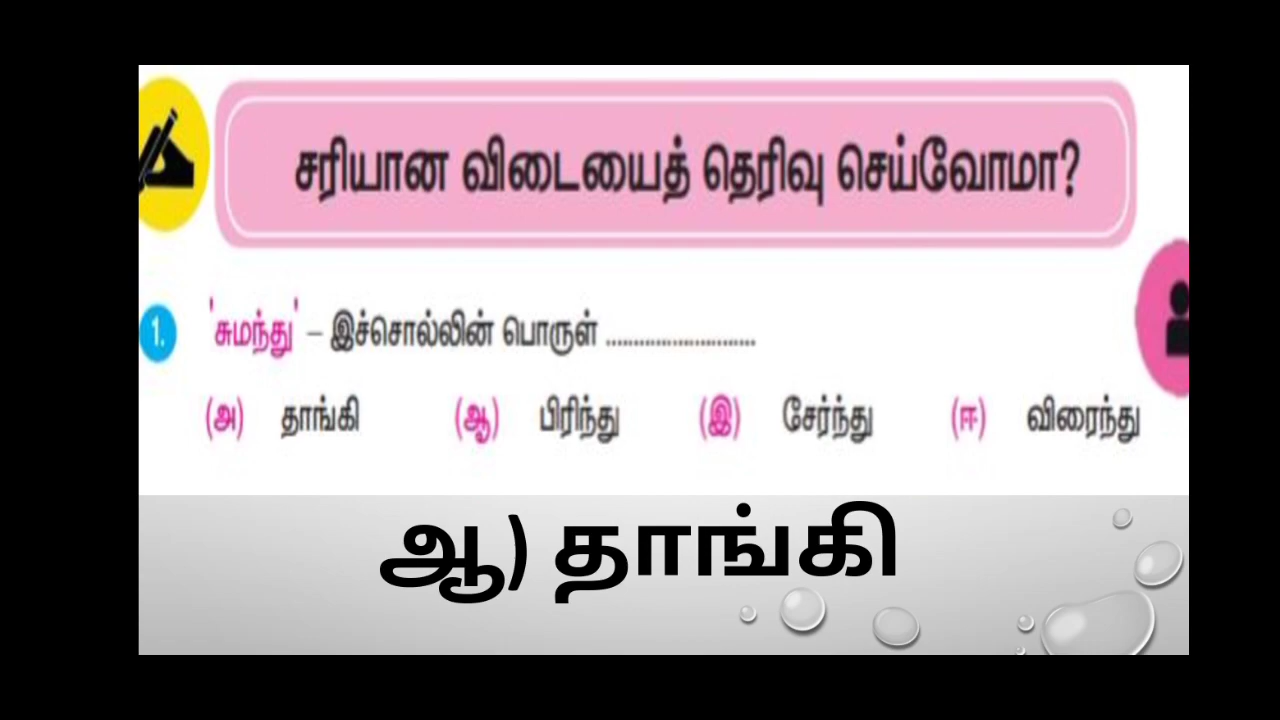 சரியான விடையைத் தெரிவு செய்வோமா?
1. 'சுமந்து' – இச்சொல்லின் பொருள் ..........................
(அ) தாங்கி (ஆ) பிரிந்து (இ) சேர்ந்து (ஈ) விரைந்து
ஆ) தாங்கி